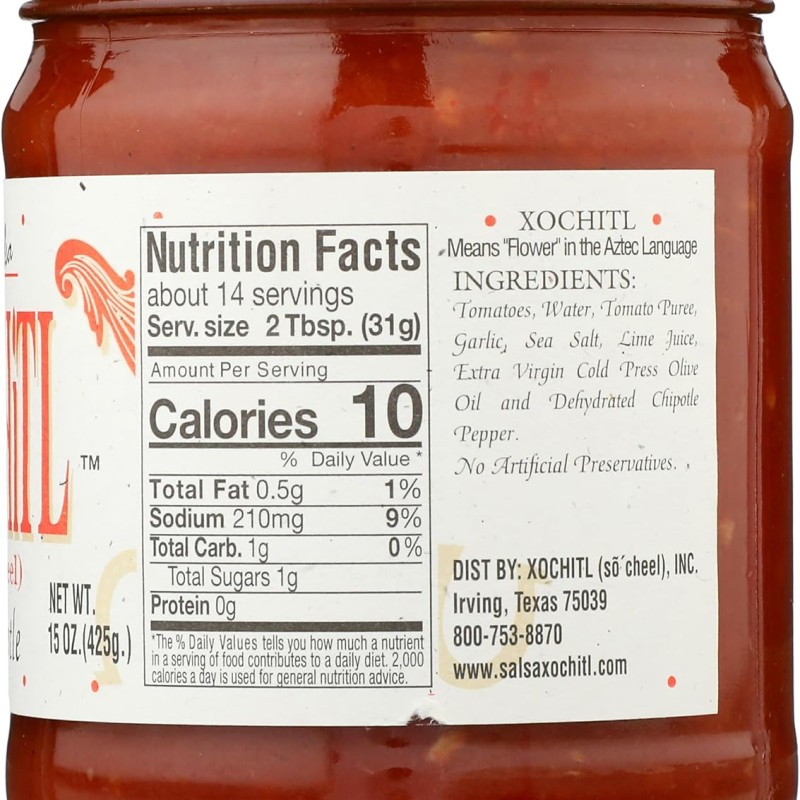 TM
NET WT.
15 OZ.(425g.)
Nutrition Facts
about 14 servings
Serv. size 2 Tbsp. (31g)
Amount Per Serving
Calories 10
% Daily Value *
Total Fat 0.5g 1%
Sodium 210mg 9%
Total Carb. 1g 0%
Total Sugars 1g
Protein 0g
*The % Daily Values tells you how much a nutrient
in a serving of food contributes to a daily diet. 2,000
calories a day is used for general nutrition advice.
• XOCHITL •
Means "Flower" in the Aztec Language
INGREDIENTS:
Tomatoes, Water, Tomato Puree,
Garlic, Sea Salt, Lime Juice,
Extra Virgin Cold Press Olive
Oil and Dehydrated Chipotle
Pepper.
No Artificial Preservatives.
DIST BY: XOCHITL (sõ´cheel), INC.
Irving, Texas 75039
800-753-8870
www.salsaxochitl.com